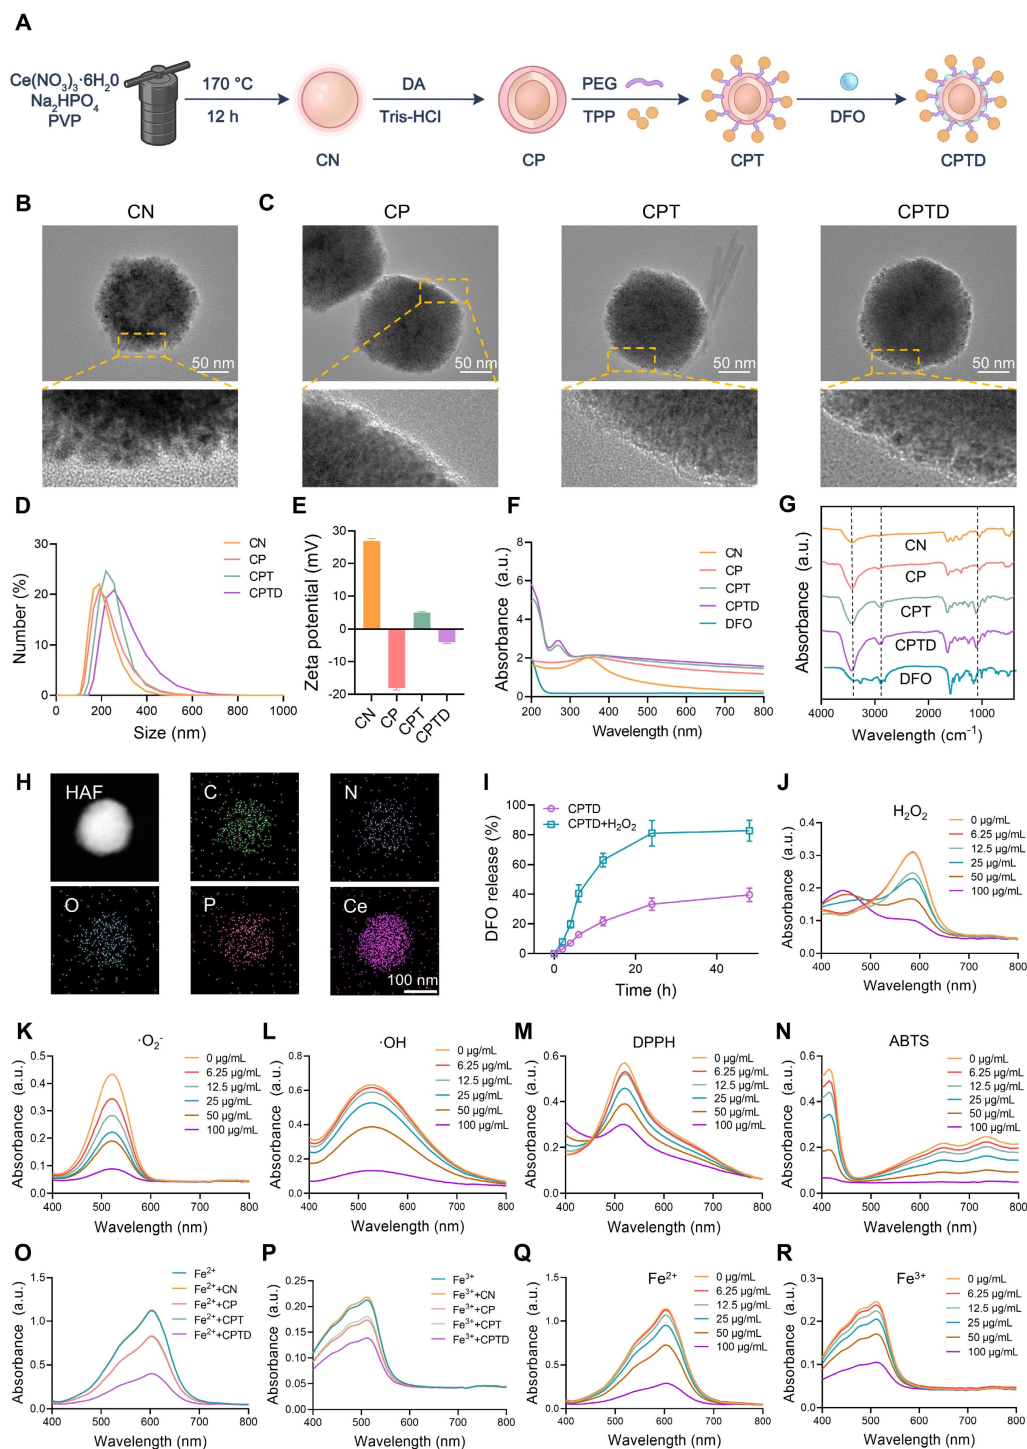 A
Ce(NO3)3·6H20
Na2HPO4
PVP
170 °C
12 h
CN
DA
Tris-HCl
CP
PEG
TPP
CPT
DFO
CPTD
B
CN
50 nm
C
CP
50 nm
CPT
50 nm
CPTD
50 nm
D
Number (%)
30
20
10
0
0 200 400 600 800 1000
Size (nm)
CN
CP
CPT
CPTD
E
Zeta potential (mV)
30
20
10
0
-10
-20
CN CP CPT CPTD
F
Absorbance (a.u.)
8
6
4
2
0
200 300 400 500 600 700 800
Wavelength (nm)
CN
CP
CPT
CPTD
DFO
G
Absorbance (a.u.)
CN
CP
CPT
CPTD
DFO
4000 3000 2000 1000
Wavelength (cm-1)
H
HAF
C
N
O
P
Ce
100 nm
I
DFO release (%)
100
80
60
40
20
0
0 20 40
Time (h)
CPTD
CPTD+H2O2
J
H2O2
Absorbance (a.u.)
0.4
0.3
0.2
0.1
0.0
400 500 600 700 800
Wavelength (nm)
0 μg/mL
6.25 μg/mL
12.5 μg/mL
25 μg/mL
50 μg/mL
100 μg/mL
K
·O2-
Absorbance (a.u.)
0.5
0.4
0.3
0.2
0.1
0.0
400 500 600 700 800
Wavelength (nm)
0 μg/mL
6.25 μg/mL
12.5 μg/mL
25 μg/mL
50 μg/mL
100 μg/mL
L
·OH
Absorbance (a.u.)
0.8
0.6
0.4
0.2
0.0
400 500 600 700 800
Wavelength (nm)
0 μg/mL
6.25 μg/mL
12.5 μg/mL
25 μg/mL
50 μg/mL
100 μg/mL
M
DPPH
Absorbance (a.u.)
0.6
0.4
0.2
0.0
400 500 600 700 800
Wavelength (nm)
0 μg/mL
6.25 μg/mL
12.5 μg/mL
25 μg/mL
50 μg/mL
100 μg/mL
N
ABTS
Absorbance (a.u.)
0.6
0.4
0.2
0.0
400 500 600 700 800
Wavelength (nm)
0 μg/mL
6.25 μg/mL
12.5 μg/mL
25 μg/mL
50 μg/mL
100 μg/mL
O
Absorbance (a.u.)
1.5
1.0
0.5
0.0
400 500 600 700 800
Wavelength (nm)
Fe2+
Fe2++CN
Fe2++CP
Fe2++CPT
Fe2++CPTD
P
Absorbance (a.u.)
0.25
0.20
0.15
0.10
0.05
0.00
400 500 600 700 800
Wavelength (nm)
Fe3+
Fe3++CN
Fe3++CP
Fe3++CPT
Fe3++CPTD
Q
Fe2+
Absorbance (a.u.)
1.5
1.0
0.5
0.0
400 500 600 700 800
Wavelength (nm)
0 μg/mL
6.25 μg/mL
12.5 μg/mL
25 μg/mL
50 μg/mL
100 μg/mL
R
Fe3+
Absorbance (a.u.)
0.3
0.2
0.1
0.0
400 500 600 700 800
Wavelength (nm)
0 μg/mL
6.25 μg/mL
12.5 μg/mL
25 μg/mL
50 μg/mL
100 μg/mL